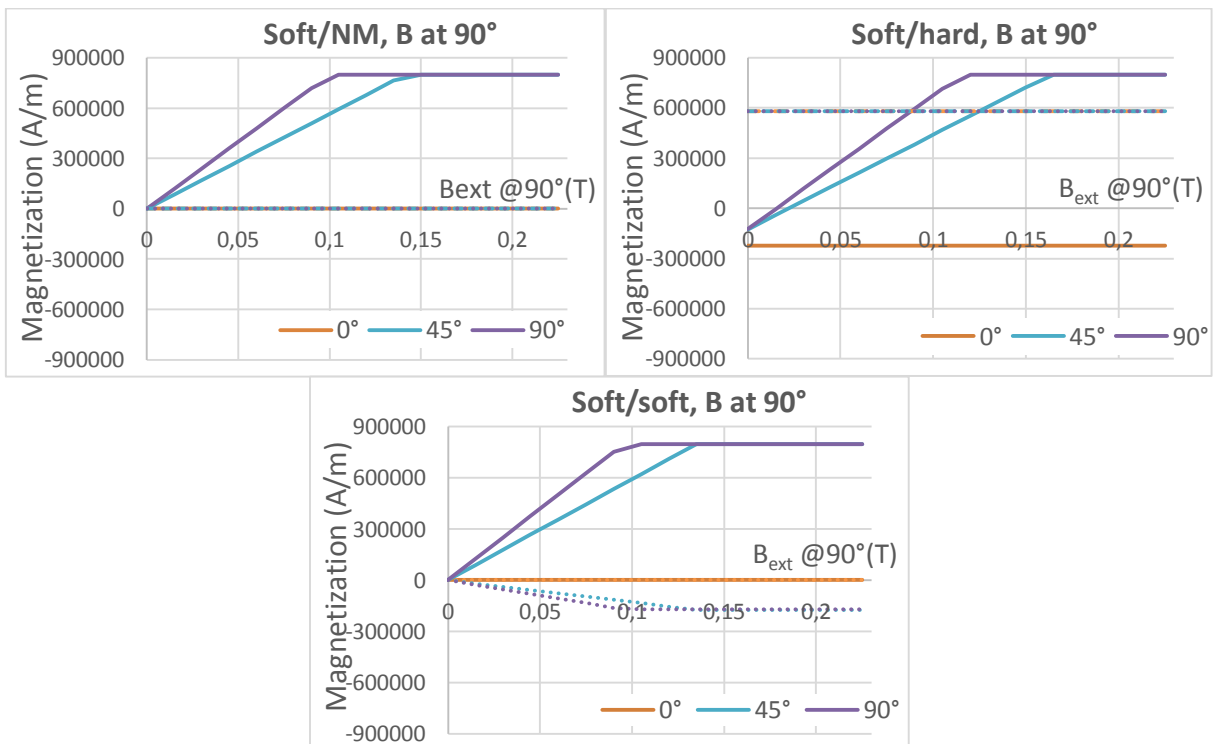 Soft/NM, B at 90°
Magnetization (A/m)
900000
600000
300000
0
-300000
-600000
-900000
Bext @90°(T)
0 0,05 0,1 0,15 0,2
0° 45° 90°
Soft/hard, B at 90°
Magnetization (A/m)
900000
600000
300000
0
-300000
-600000
-900000
Bext @90°(T)
0 0,05 0,1 0,15 0,2
0° 45° 90°
Soft/soft, B at 90°
Magnetization (A/m)
900000
600000
300000
0
-300000
-600000
-900000
Bext @90°(T)
0 0,05 0,1 0,15 0,2
0° 45° 90°